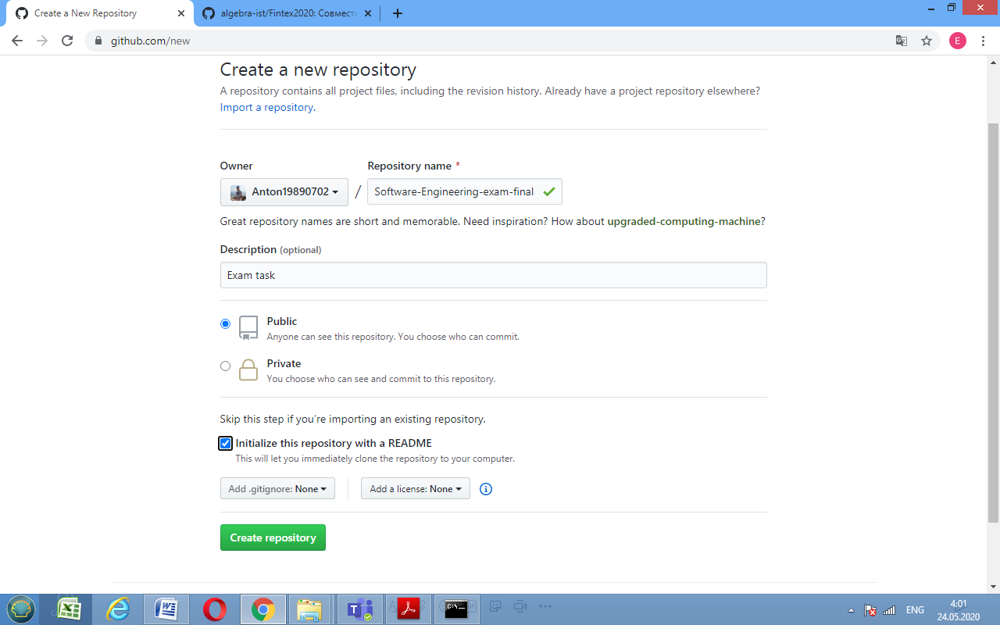 Create a New Repository
algebra-ist/Fintex2020: Совмест
github.com/new
E
Create a new repository
A repository contains all project files, including the revision history. Already have a project repository elsewhere?
Import a repository.
Owner
Repository name *
Anton19890702 / Software-Engineering-exam-final
Great repository names are short and memorable. Need inspiration? How about upgraded-computing-machine?
Description (optional)
Exam task
Public
Anyone can see this repository. You choose who can commit.
Private
You choose who can see and commit to this repository.
Skip this step if you’re importing an existing repository.
Initialize this repository with a README
This will let you immediately clone the repository to your computer.
Add .gitignore: None
Add a license: None
Create repository
ENG
4:01
24.05.2020